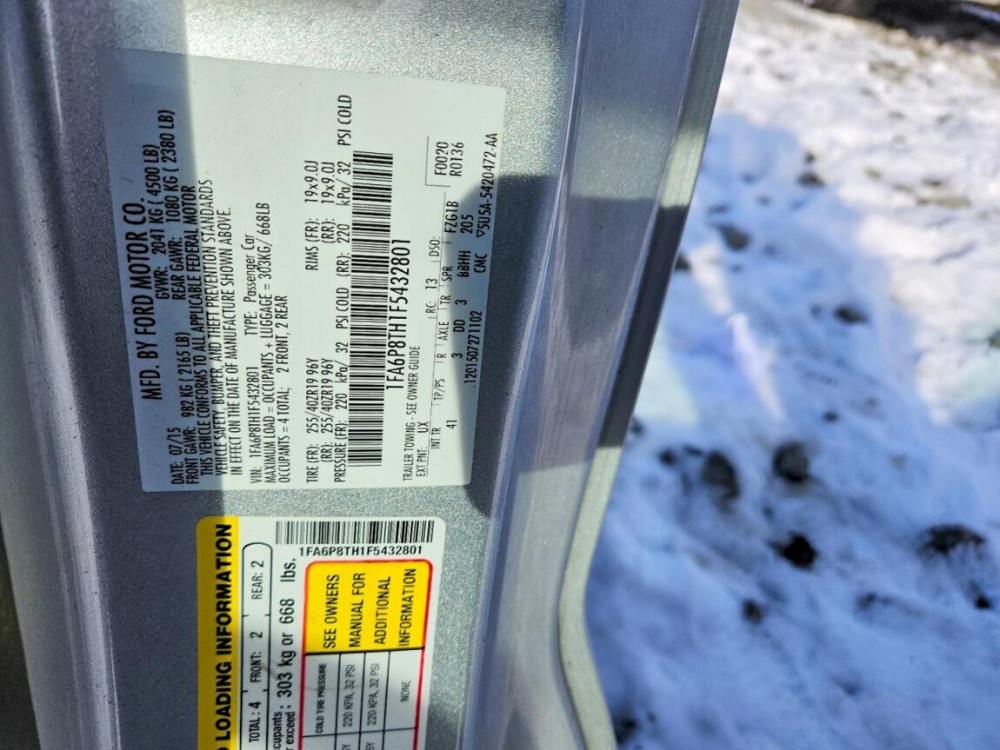 MFD. BY FORD MOTOR CO.
DATE: 07/15 GVWR: 2041 KG / 4500 LB)
FRONT GAWR: 982 KG ( 2165 LB) REAR GAWR: 1080 KG ( 2380 LB)
THIS VEHICLE CONFORMS TO ALL APPLICABLE FEDERAL MOTOR
VEHICLE SAFETY, BUMPER, AND THEFT PREVENTION STANDARDS
IN EFFECT ON THE DATE OF MANUFACTURE SHOWN ABOVE.
VIN: 1FA6P8TH1F5432801 TYPE: Passenger Car
MAXIMUM LOAD = OCCUPANTS + LUGGAGE = 303KG/ 668LB
OCCUPANTS = 4 TOTAL: 2 FRONT, 2 REAR
TIRE (FR): 255/40ZR19 96Y RIMS (FR): 19x9.0J
(RR): 255/40ZR19 96Y (RR): 19x9.0J
PRESSURE (FR): 220 kPa/ 32 PSI COLD (RR): 220 kPa/ 32 PSI COLD
1FA6P8TH1F5432801
TRAILER TOWING - SEE OWNER GUIDE
F0020
R0136
EXT PNT: UX RC: 13 DSO: FZG1B
INT TR TP/PS R AXLE TR SPR 205
41 3 DD 3 BBHH
.1201507271102 CMC 5U5A-5420472-AA
LOADING INFORMATION
TOTAL: 4 FRONT: 2 REAR: 2
cupants
r exceed: 303 kg or 668 lbs.
1FA6P8TH1F5432801
COLD TIRE PRESSURE
220 KPA, 32 PSI
220 KPA, 32 PSI
NONE
SEE OWNERS
MANUAL FOR
ADDITIONAL
INFORMATION